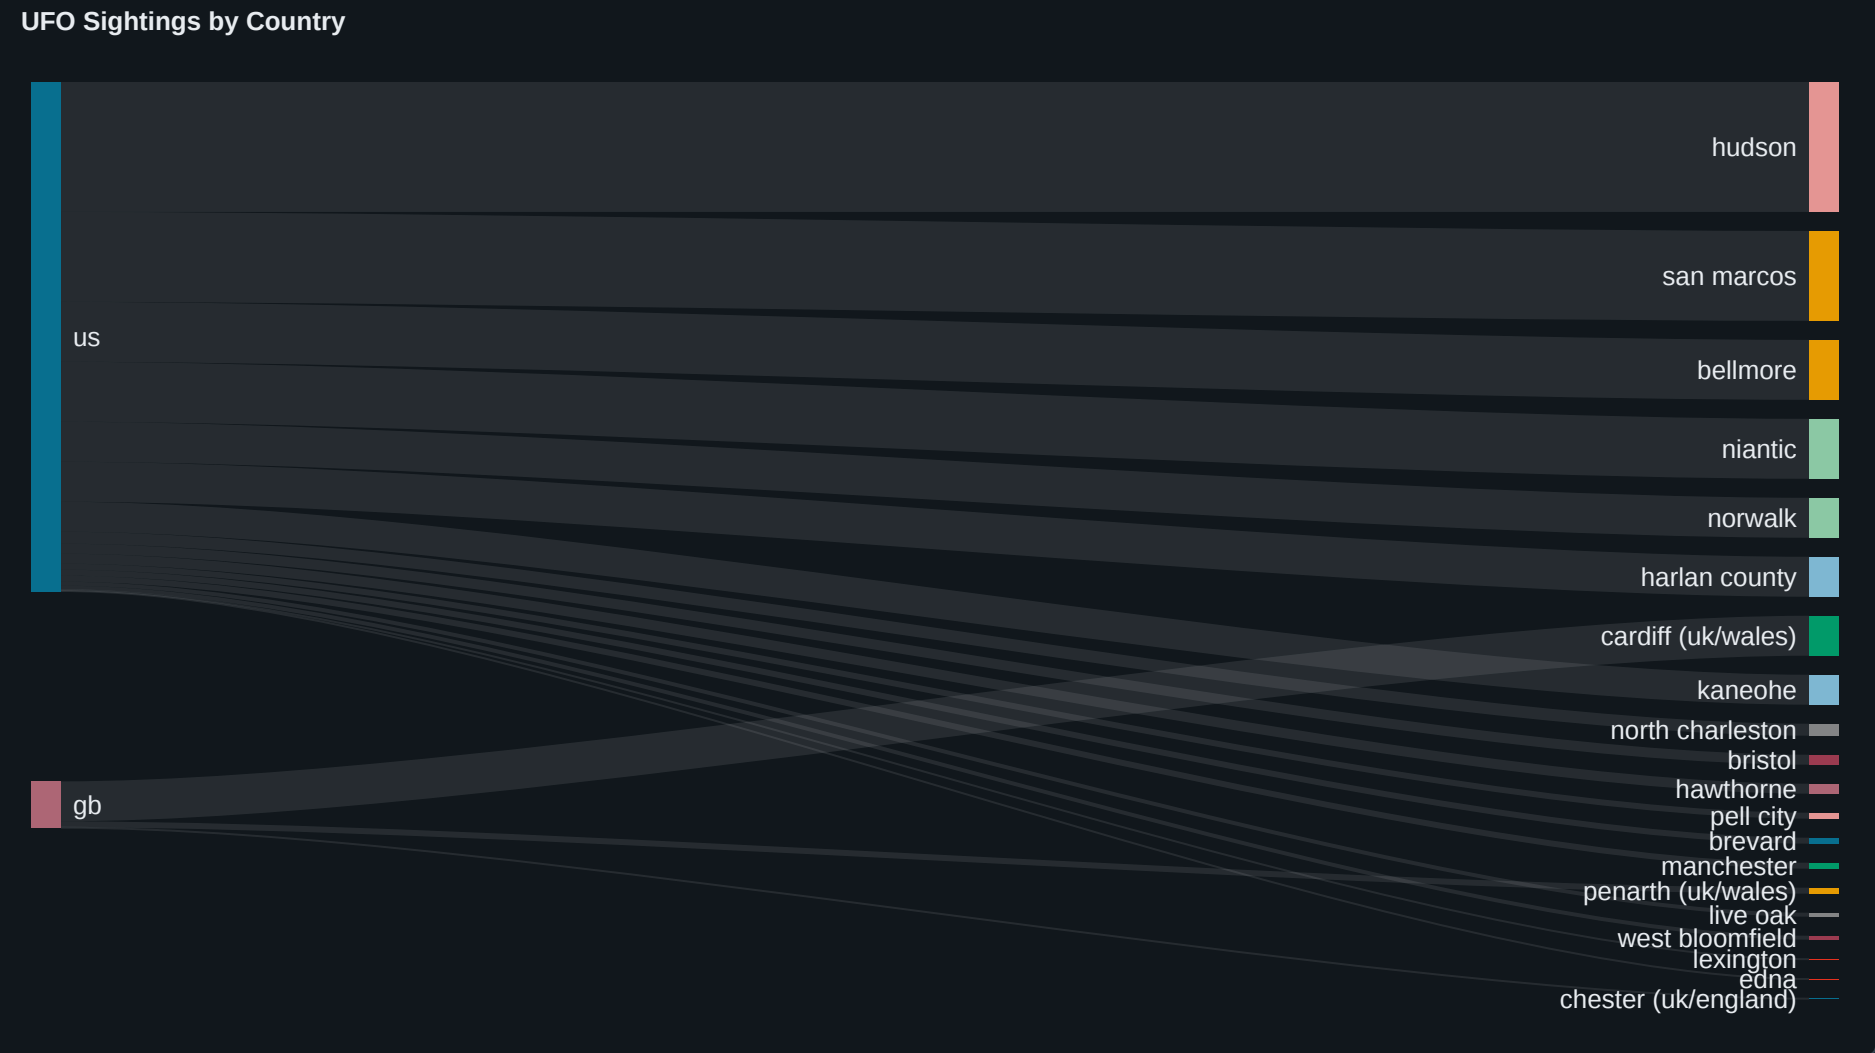 UFO Sightings by Country
hudson
san marcos
us
bellmore
niantic
norwalk
harlan county
cardiff (uk/wales)
kaneohe
north charleston
bristol
hawthorne
gb
pell city
brevard
manchester
penarth (uk/wales)
live oak
west bloomfield
lexington
edna
chester (uk/england)